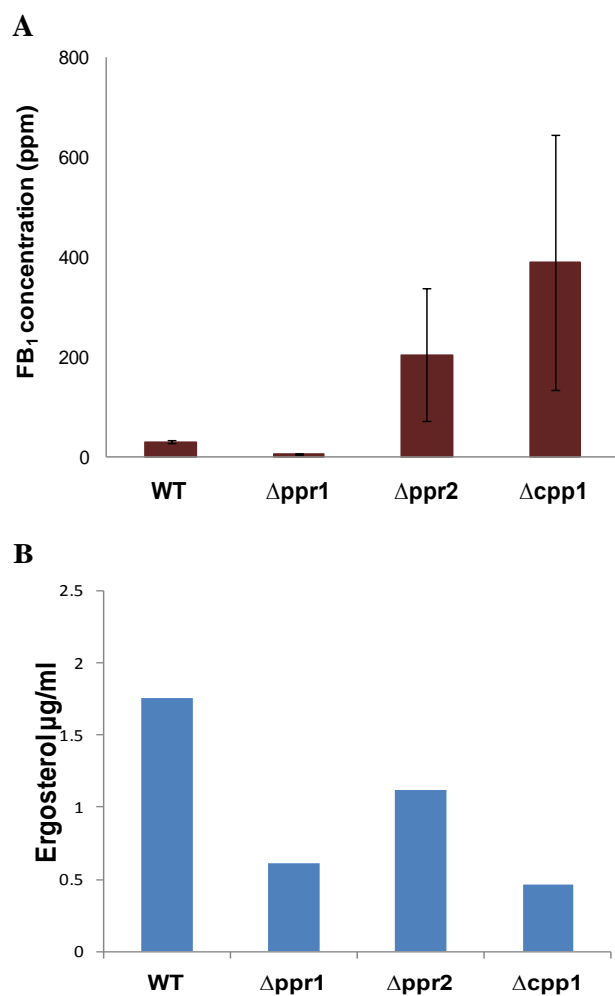 A
FB₁ concentration (ppm)
800
600
400
200
0
WT Δppr1 Δppr2 Δcpp1
B
Ergosterol µg/ml
2.5
2
1.5
1
0.5
0
WT Δppr1 Δppr2 Δcpp1